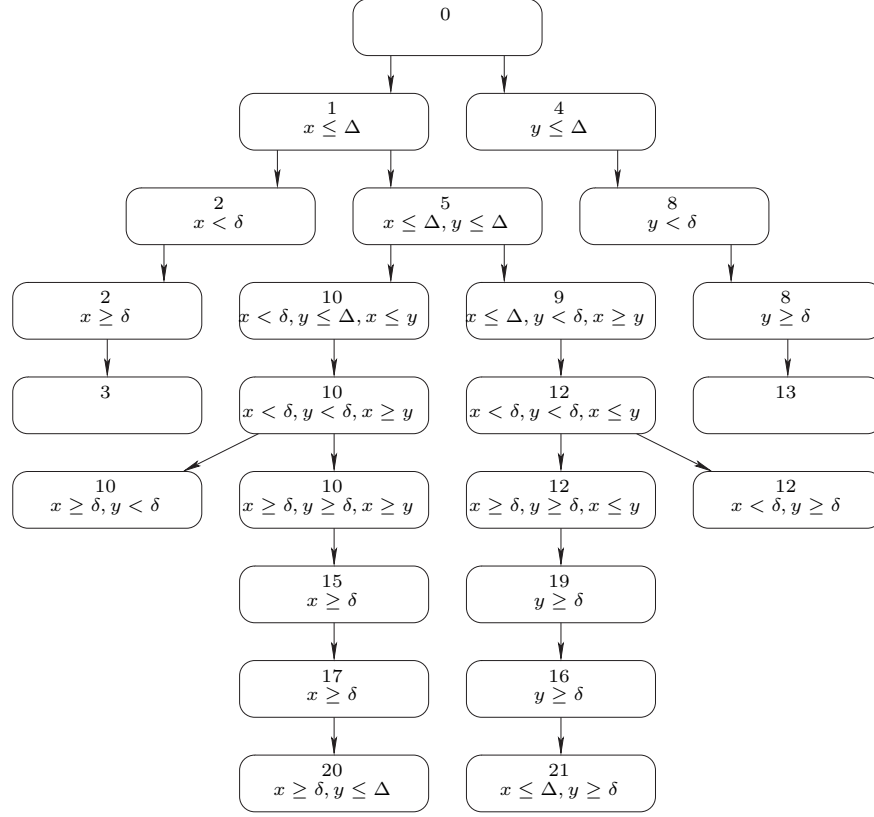 0
1
x ≤ Δ
4
y ≤ Δ
2
x < δ
5
x ≤ Δ, y ≤ Δ
8
y < δ
2
x ≥ δ
10
x < δ, y ≤ Δ, x ≤ y
9
x ≤ Δ, y < δ, x ≥ y
8
y ≥ δ
3
10
x < δ, y < δ, x ≥ y
12
x < δ, y < δ, x ≤ y
13
10
x ≥ δ, y < δ
10
x ≥ δ, y ≥ δ, x ≥ y
12
x ≥ δ, y ≥ δ, x ≤ y
12
x < δ, y ≥ δ
15
x ≥ δ
19
y ≥ δ
17
x ≥ δ
16
y ≥ δ
20
x ≥ δ, y ≤ Δ
21
x ≤ Δ, y ≥ δ